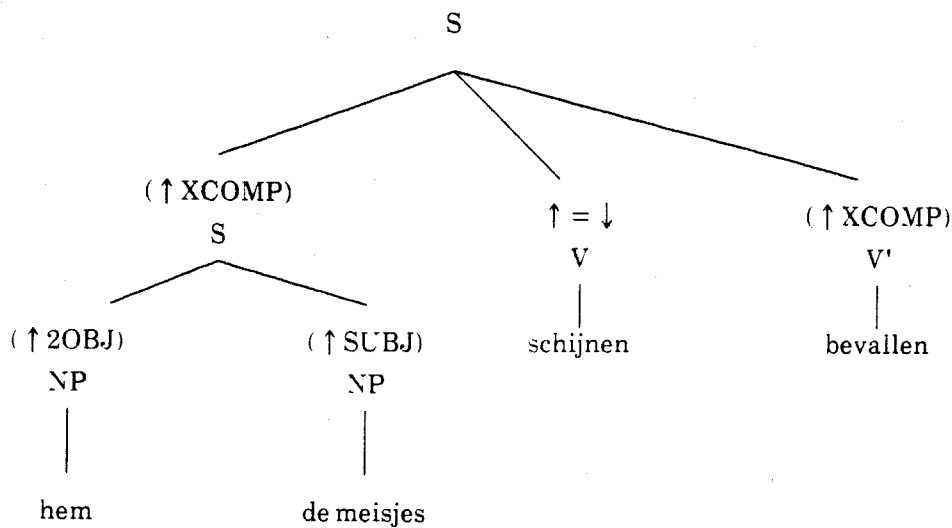 S
(↑XCOMP)
S
↑ = ↓
V
(↑XCOMP)
V'
(↑2OBJ)
NP
(↑SUBJ)
NP
schijnen
bevallen
hem
de meisjes